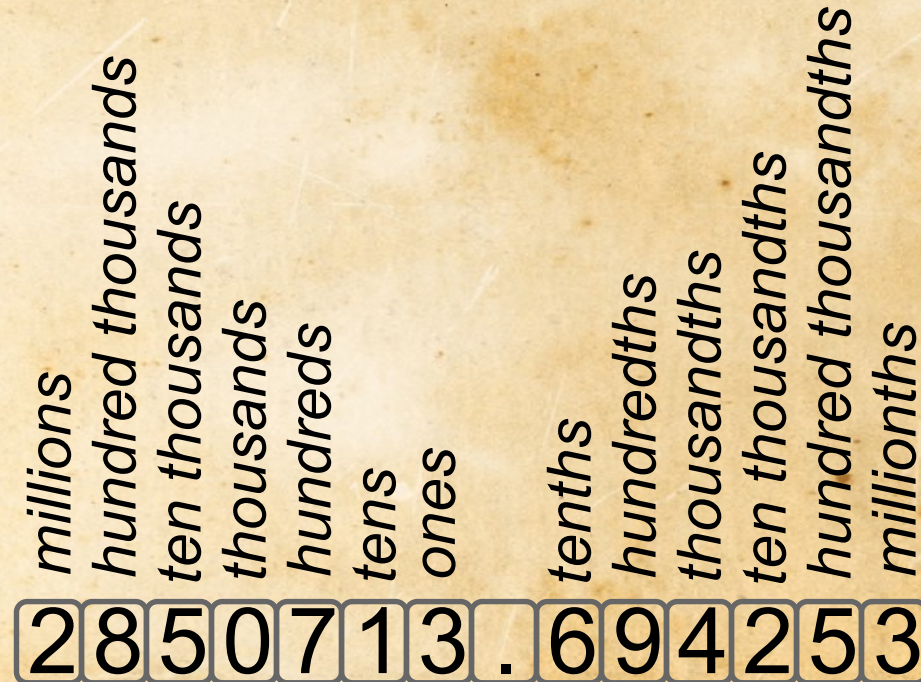 millions
hundred thousands
ten thousands
thousands
hundreds
tens
ones
tenths
hundredths
thousandths
ten thousandths
hundred thousandths
millionths
2850713.694253